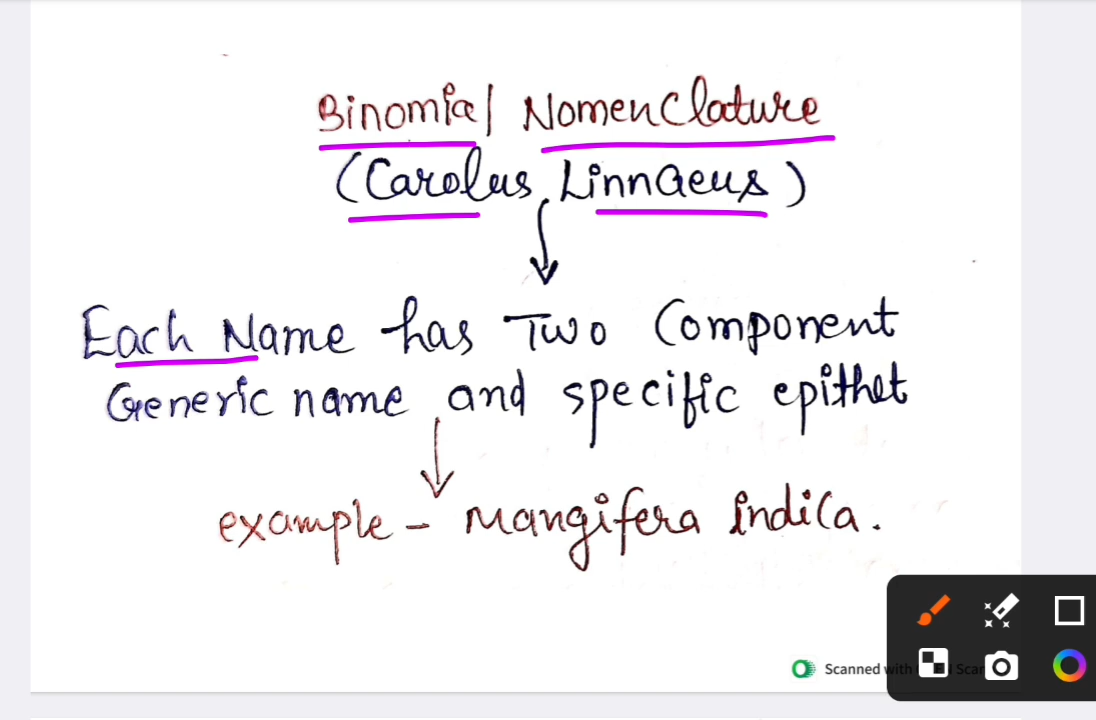 Binomial Nomenclature
(Carolus Linnaeus)
Each Name has Two Component
Generic name and specific epithet
example - Mangifera indica.
Scanned with